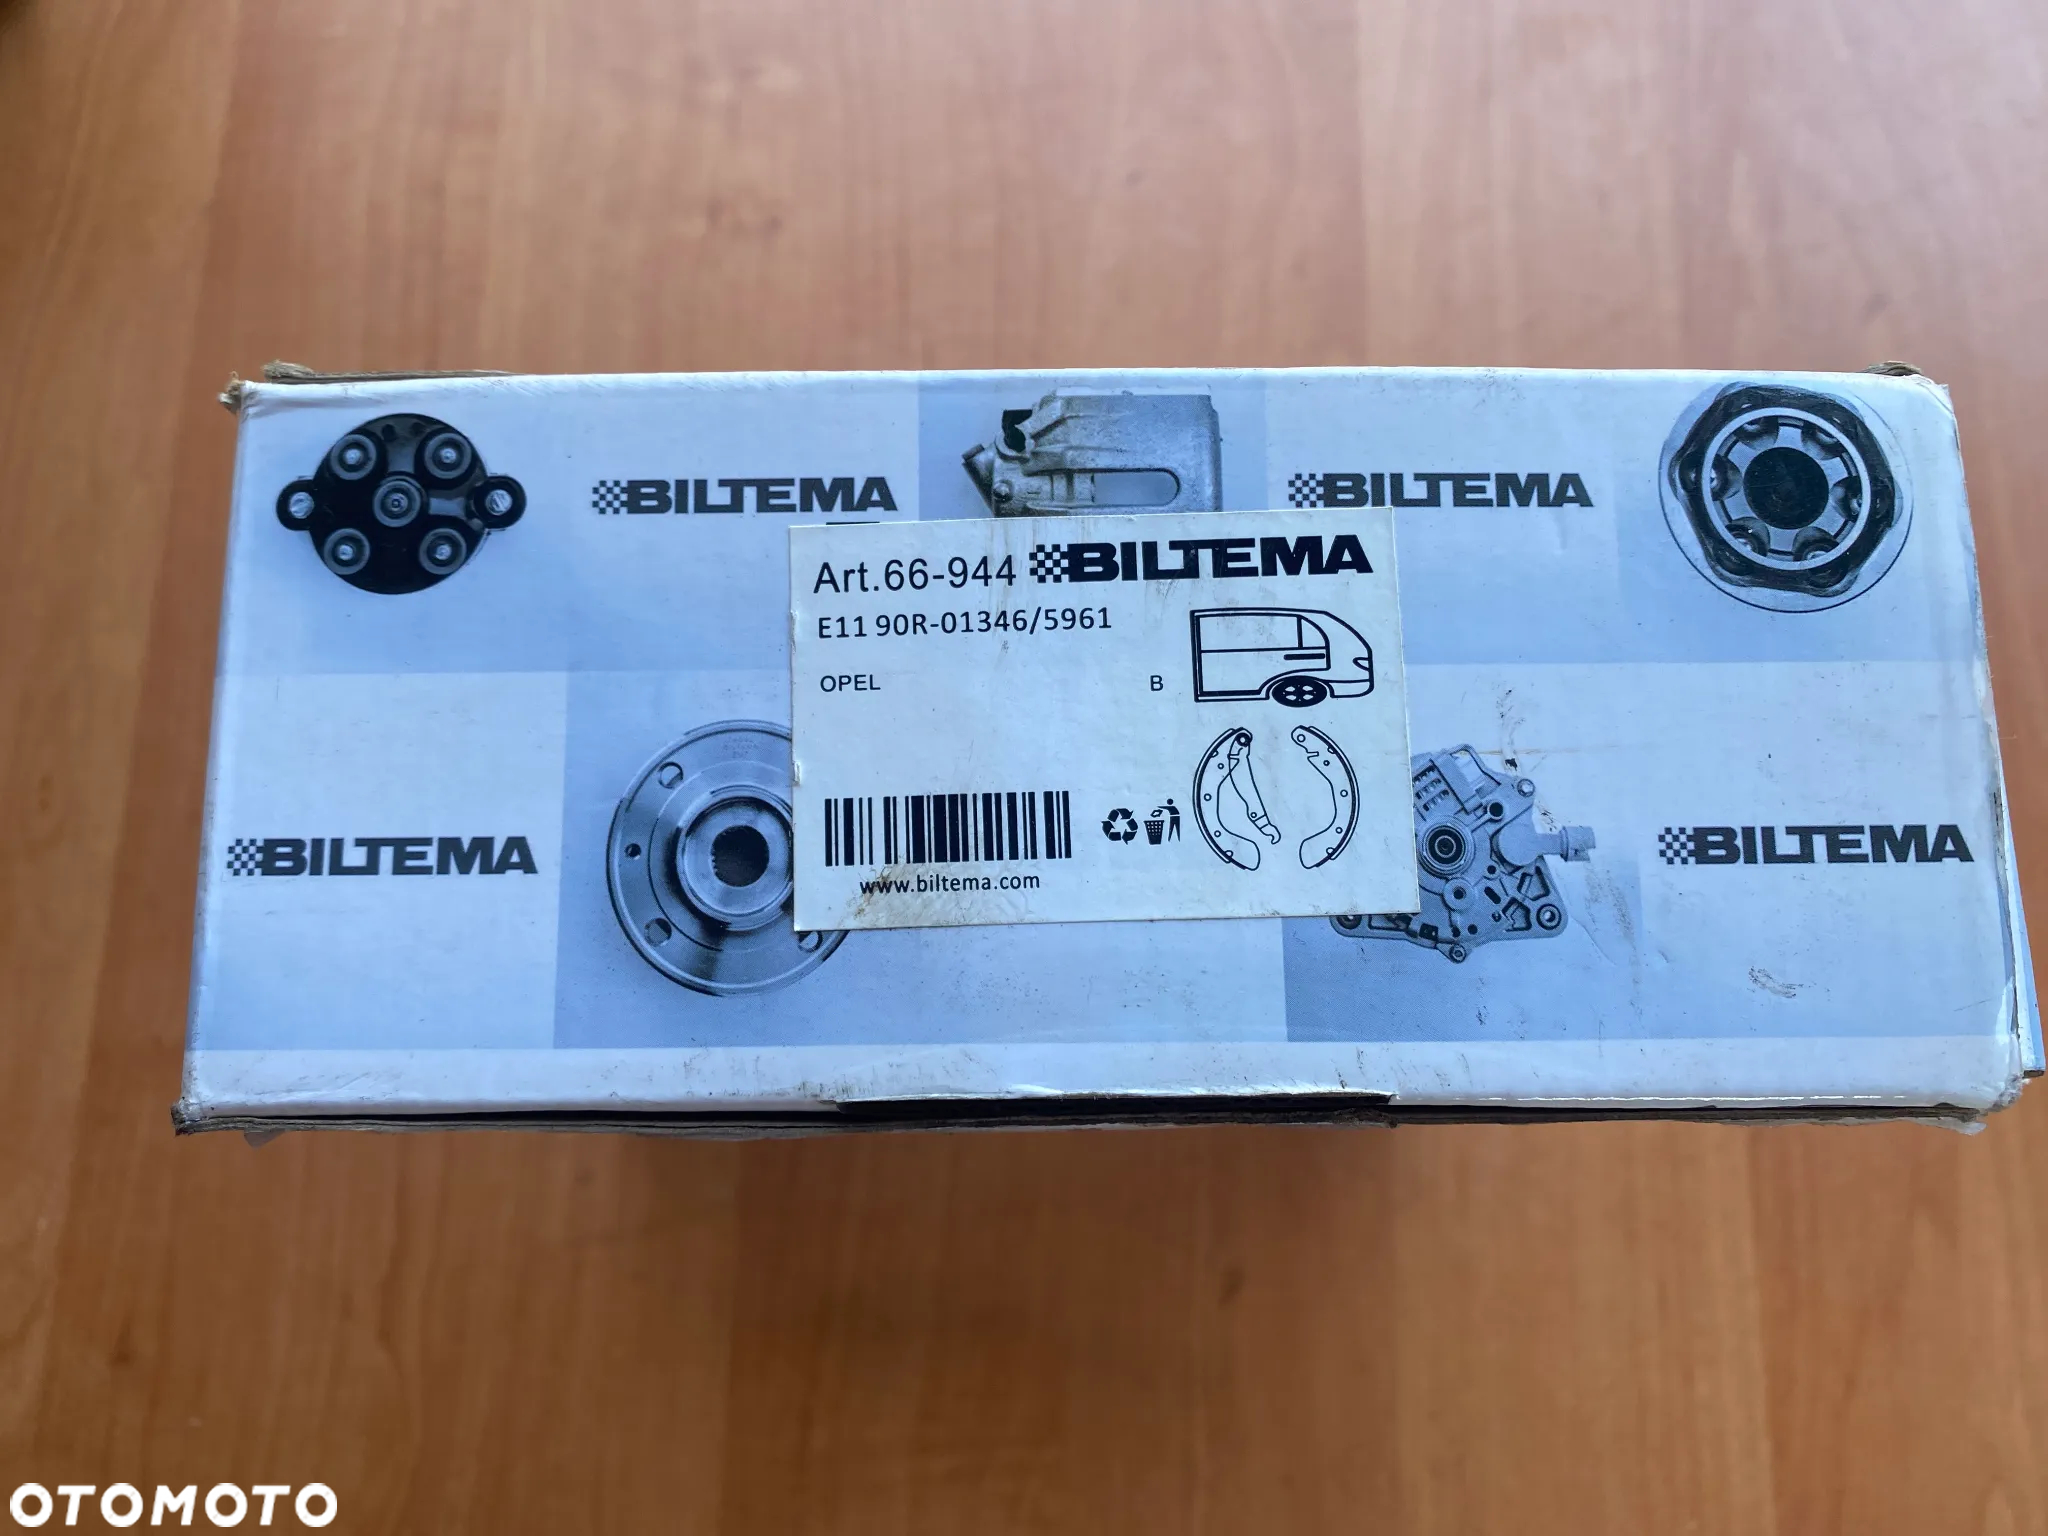 BILTEMA
BILTEMA
Art.66-944 BILTEMA
E11 90R-01346/5961
OPEL B
BILTEMA
BILTEMA
www.biltema.com
OTOMOTO